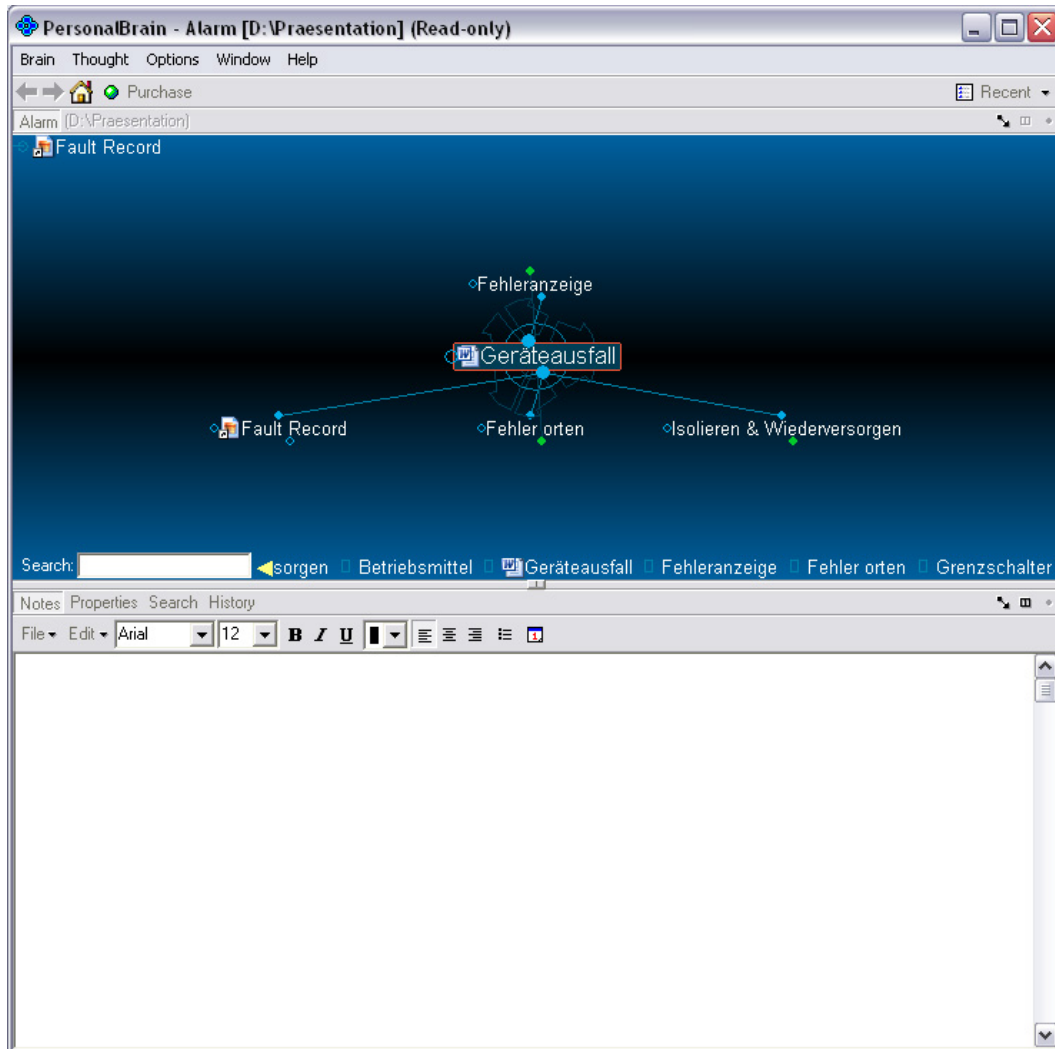 PersonalBrain - Alarm [D:\Praesentation] (Read-only)
Brain Thought Options Window Help
Purchase Recent
Alarm (D:\Praesentation)
Fault Record
Fehleranzeige
Geräteausfall
Fault Record Fehler orten Isolieren & Wiederversorgen
Search: sorgen Betriebsmittel Geräteausfall Fehleranzeige Fehler orten Grenzschalter
Notes Properties Search History
File Edit Arial 12 B I U